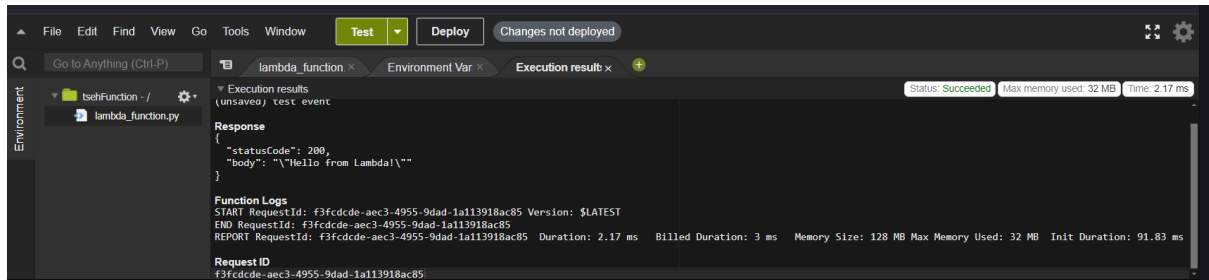 File Edit Find View Go Tools Window Test Deploy Changes not deployed
Go to Anything (Ctrl-P) lambda_function Environment Var Execution results
Environment
tsehFunction - /
lambda_function.py
Execution results Status: Succeeded Max memory used: 32 MB Time: 2.17 ms
(unsaved) test event
Response
{
"statusCode": 200,
"body": "\"Hello from Lambda!\""
}
Function Logs
START RequestId: f3fcdcde-aec3-4955-9dad-1a113918ac85 Version: $LATEST
END RequestId: f3fcdcde-aec3-4955-9dad-1a113918ac85
REPORT RequestId: f3fcdcde-aec3-4955-9dad-1a113918ac85 Duration: 2.17 ms Billed Duration: 3 ms Memory Size: 128 MB Max Memory Used: 32 MB Init Duration: 91.83 ms
Request ID
f3fcdcde-aec3-4955-9dad-1a113918ac85